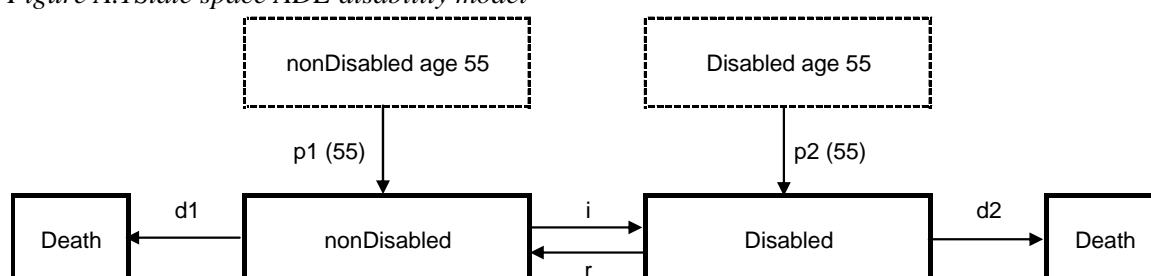 Figure A.1State space ADL-disability model
nonDisabled age 55
Disabled age 55
p1 (55)
p2 (55)
d1
i
d2
Death
nonDisabled
Disabled
Death
r